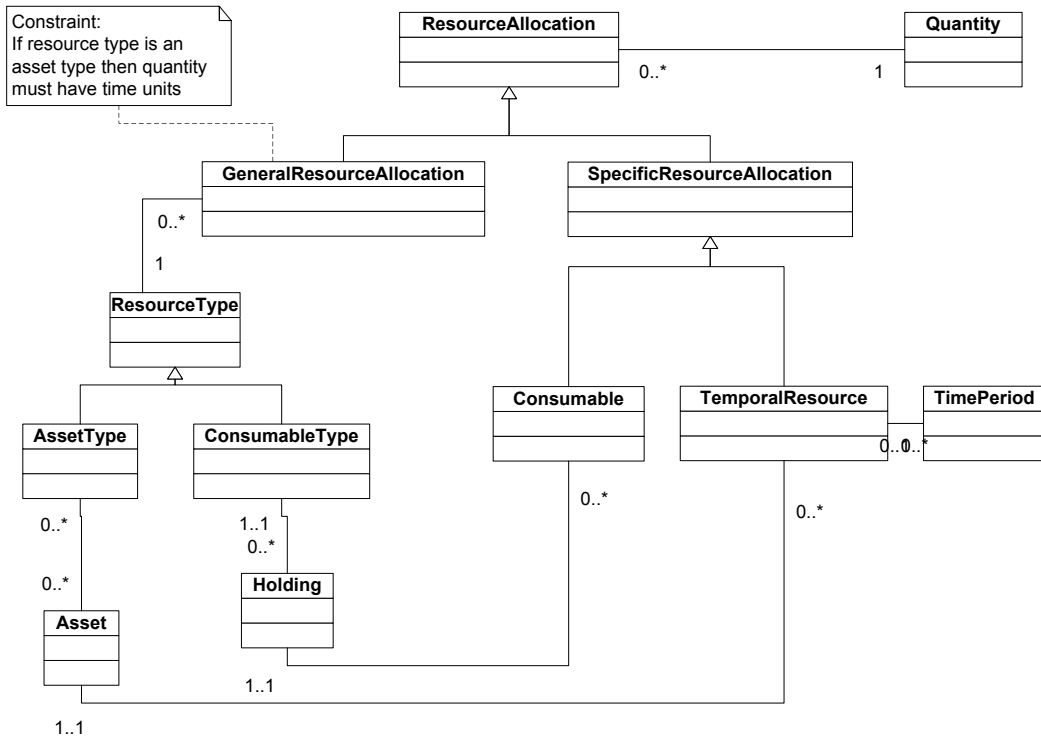 Constraint:
If resource type is an
asset type then quantity
must have time units
ResourceAllocation
Quantity
0..*
1
GeneralResourceAllocation
SpecificResourceAllocation
0..*
1
ResourceType
Consumable
TemporalResource
TimePeriod
AssetType
ConsumableType
0..*
0..*
1..1
0..*
0..*
0..*
Holding
Asset
1..1
1..1